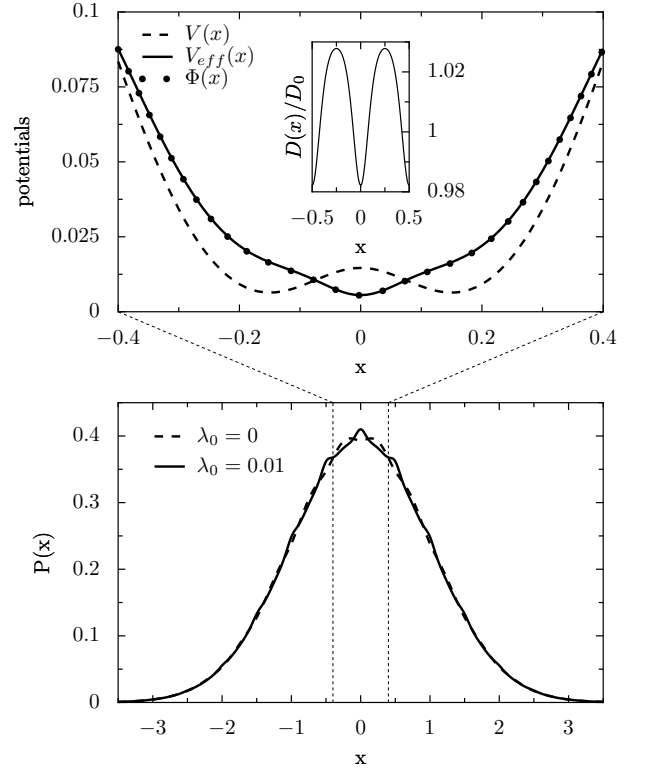 0.1
0.075
0.05
0.025
0
potentials
V(x)
V_{eff}(x)
Φ(x)
D(x)/D_0
1.02
1
0.98
−0.5 0 0.5
x
−0.4 −0.2 0 0.2 0.4
x
0.4
0.3
0.2
0.1
0
P(x)
λ_0 = 0
λ_0 = 0.01
−3 −2 −1 0 1 2 3
x